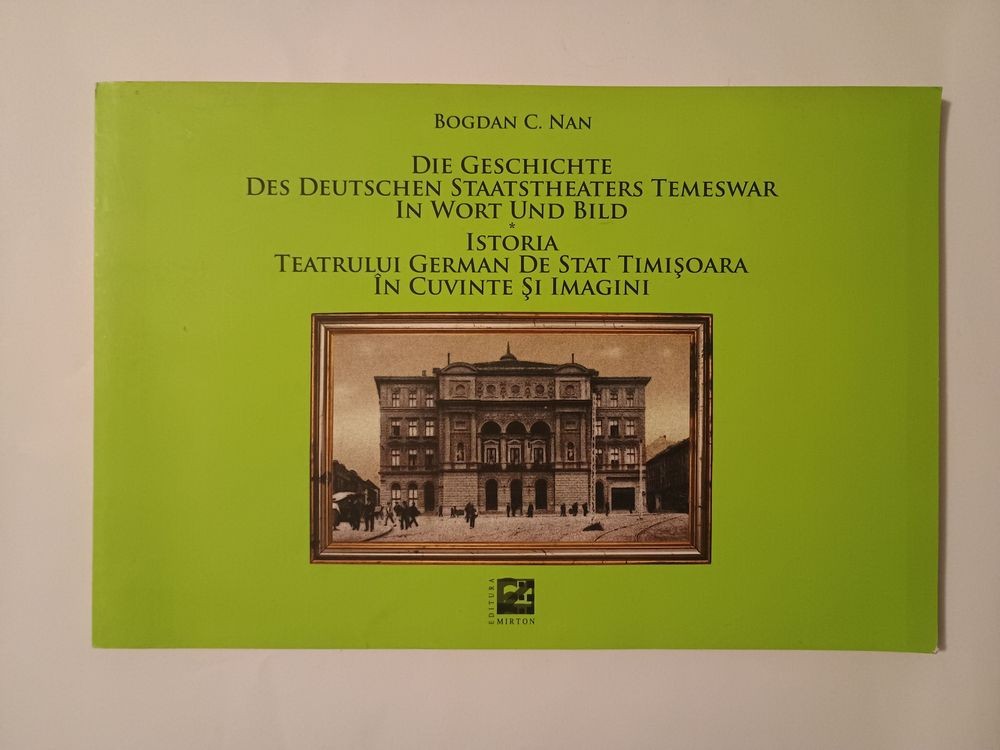 Bogdan C. Nan
Die Geschichte
Des Deutschen Staatstheaters Temeswar
In Wort Und Bild
*
Istoria
Teatrului German De Stat Timişoara
În Cuvinte Şi Imagini
EDITURA
MIRTON